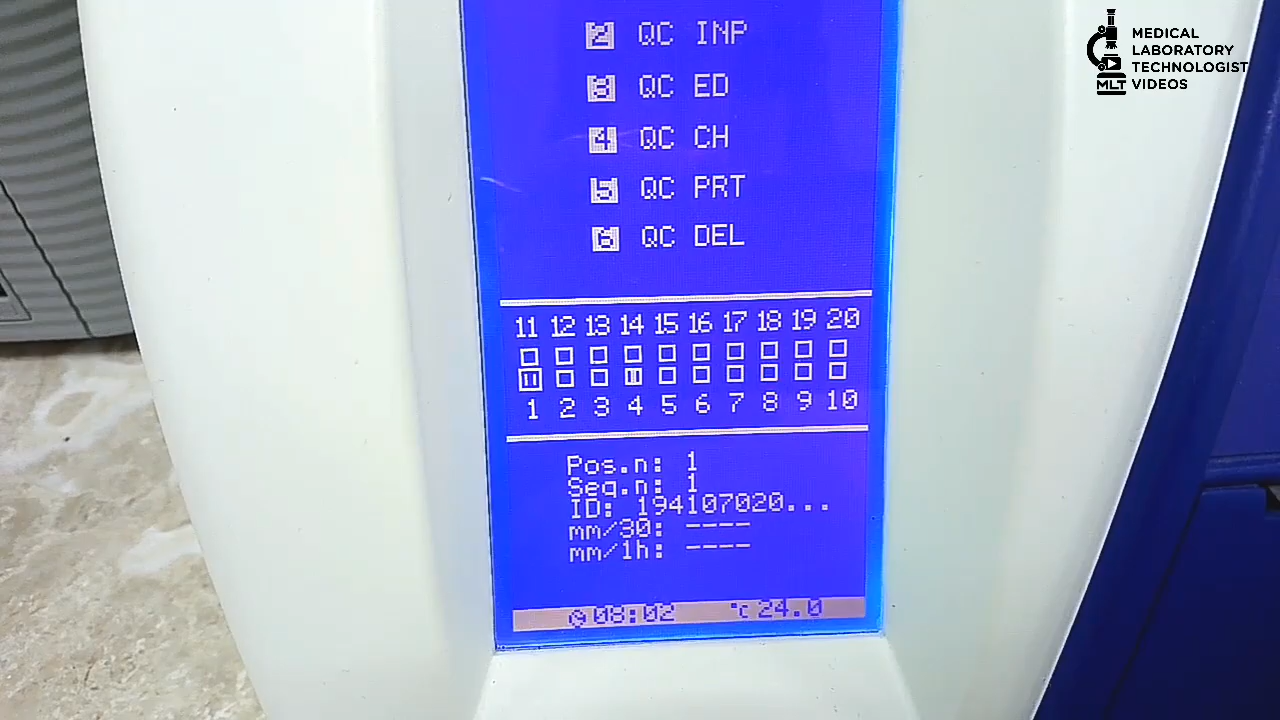 2 QC INP
3 QC ED
4 QC CH
5 QC PRT
6 QC DEL
11 12 13 14 15 16 17 18 19 20
1 2 3 4 5 6 7 8 9 10
Pos.n: 1
Seq.n: 1
ID: 194107020...
mm/30: ----
mm/1h: ----
08:02 °C 24.0
MEDICAL
LABORATORY
TECHNOLOGIST
MLT VIDEOS